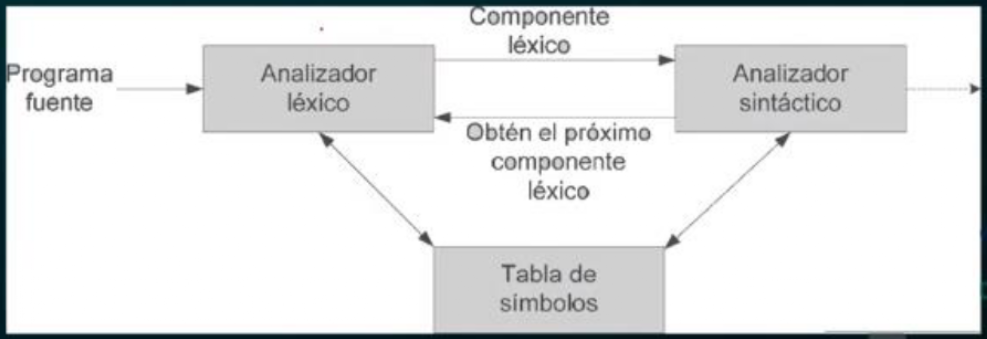 Componente
léxico
Programa
fuente
Analizador
léxico
Analizador
sintáctico
Obtén el próximo
componente
léxico
Tabla de
símbolos